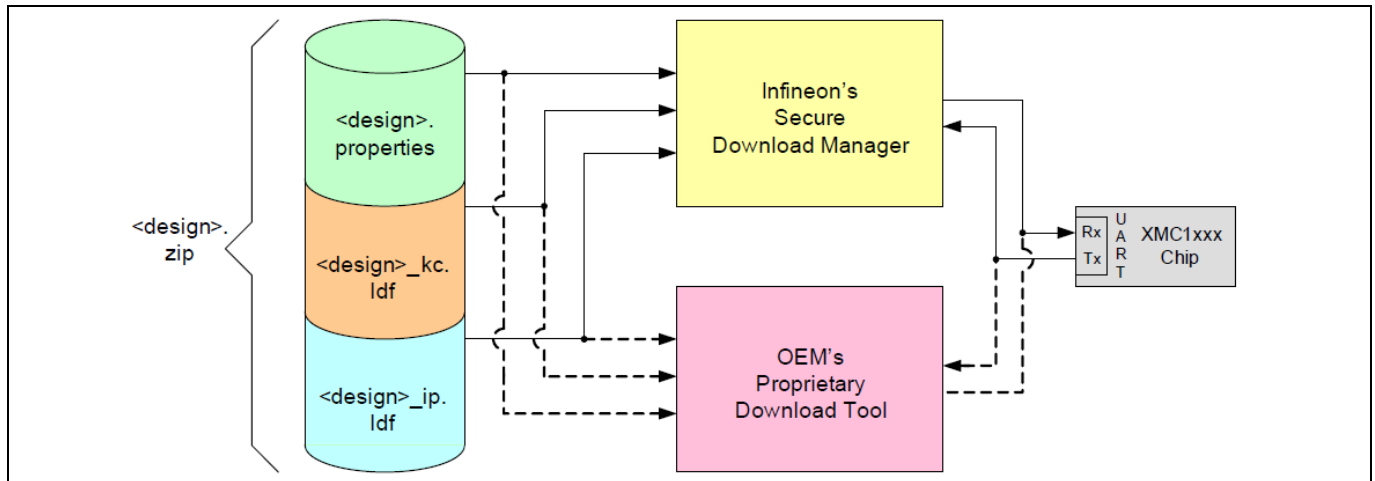 <design>.
zip
<design>.
properties
<design>_kc.
ldf
<design>_ip.
ldf
Infineon's
Secure
Download Manager
OEM's
Proprietary
Download Tool
Rx
Tx
U
A
R
T
XMC1xxx
Chip